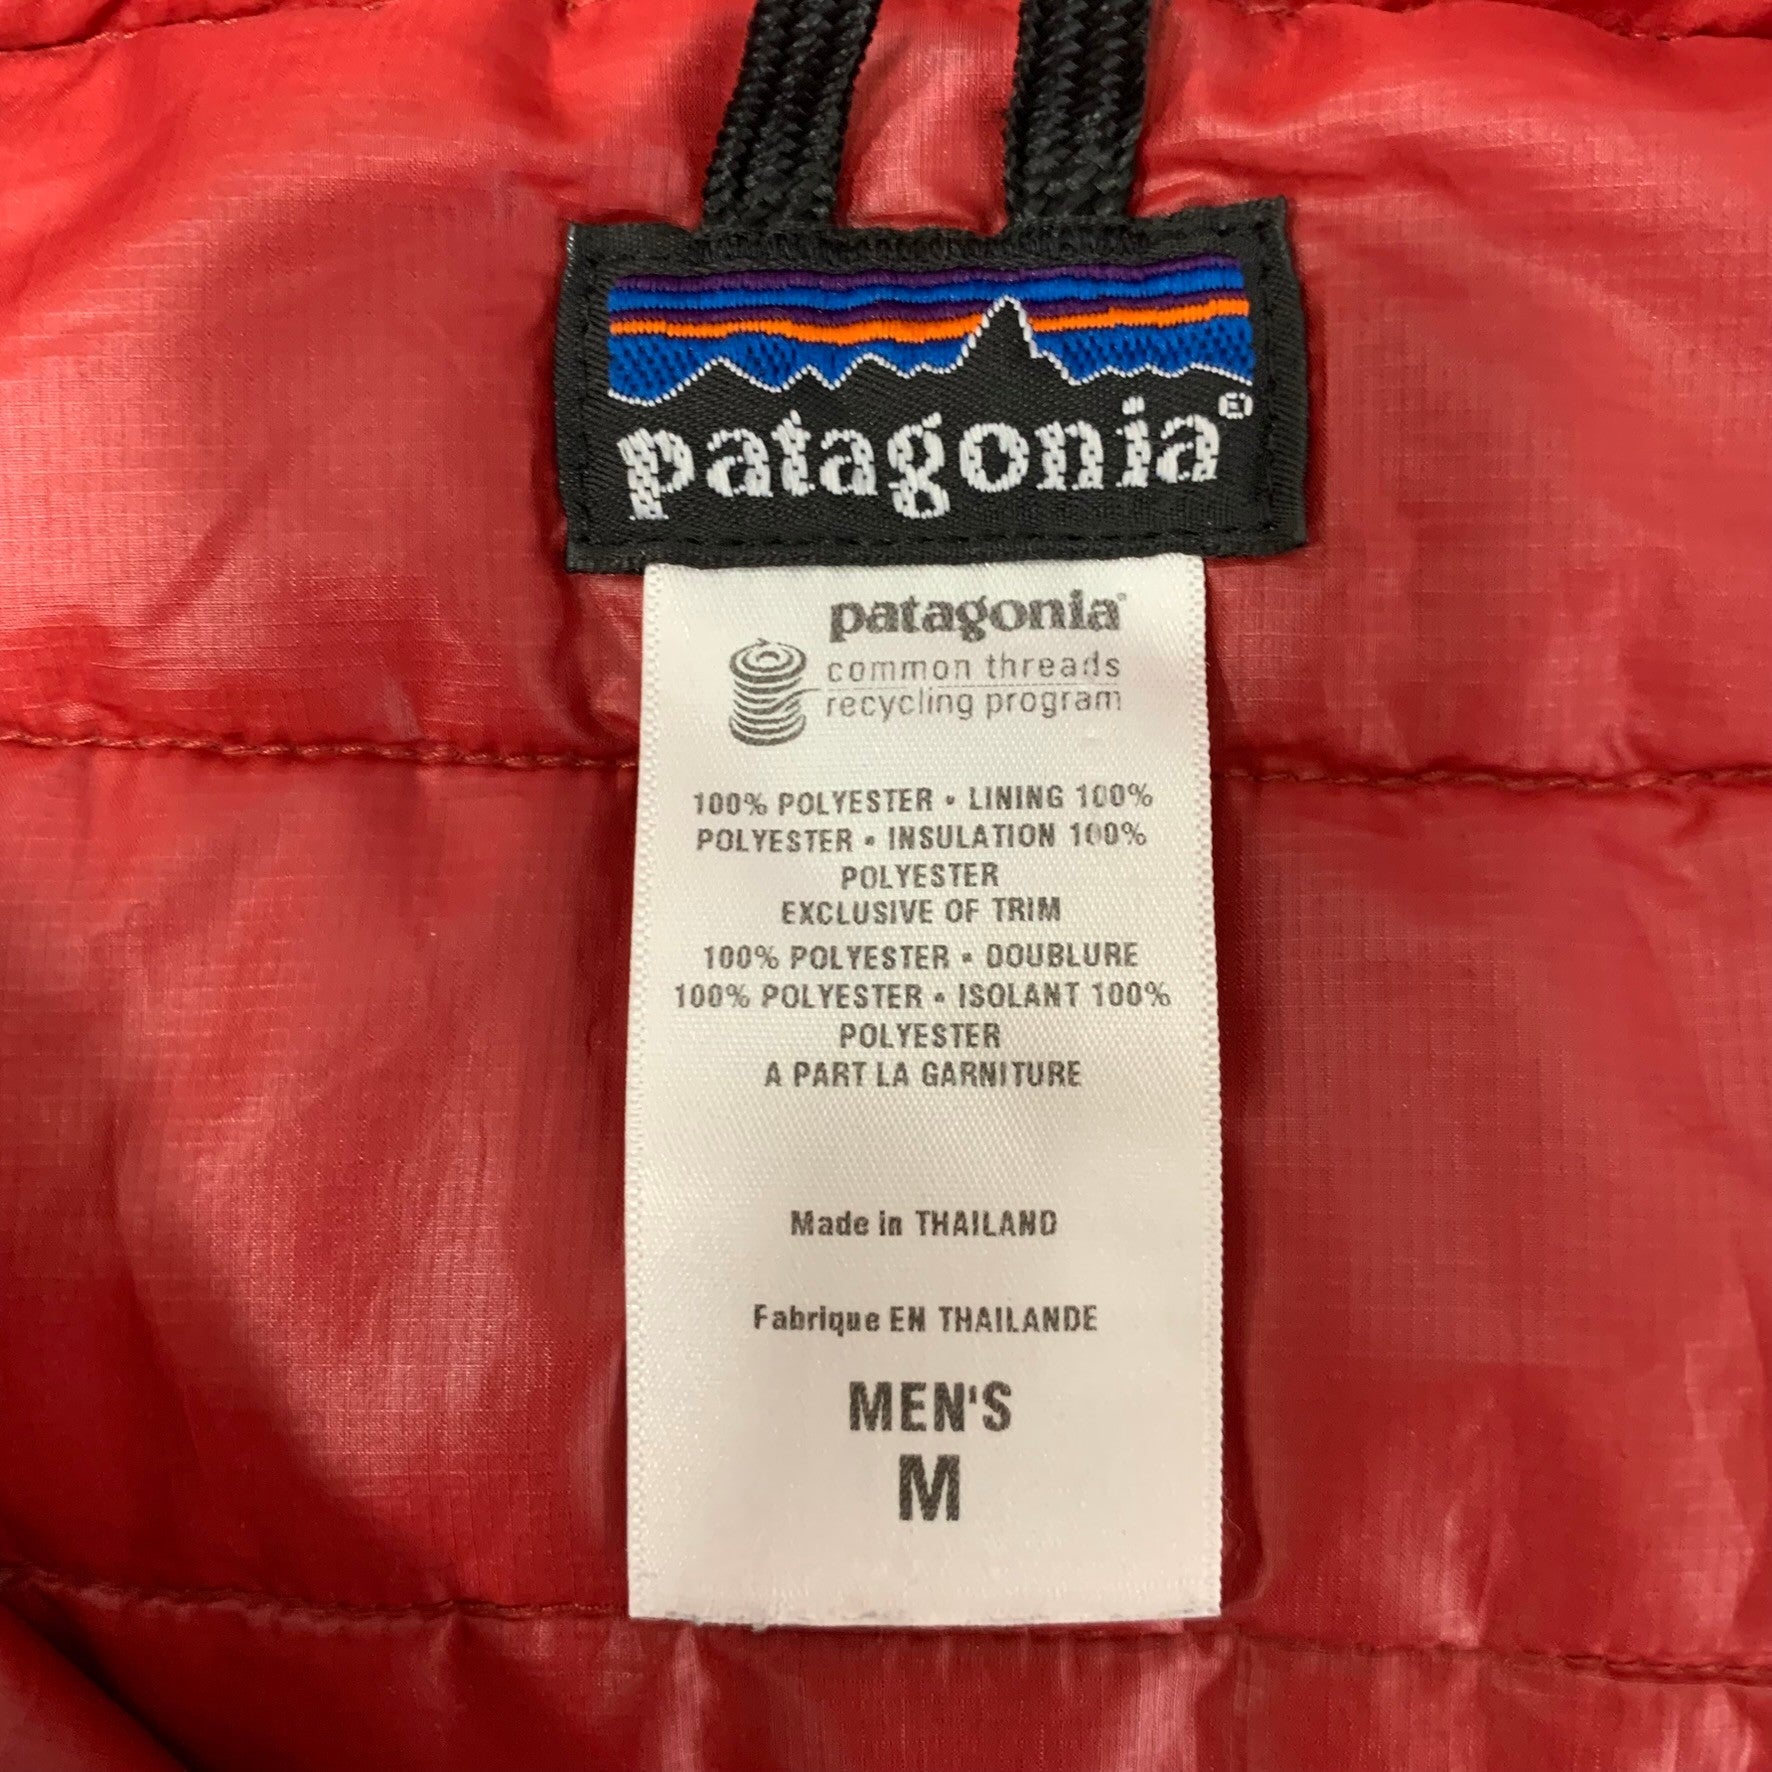 patagonia®
patagonia®
common threads
recycling program
100% POLYESTER • LINING 100%
POLYESTER • INSULATION 100%
POLYESTER
EXCLUSIVE OF TRIM
100% POLYESTER • DOUBLURE
100% POLYESTER • ISOLANT 100%
POLYESTER
A PART LA GARNITURE
Made in THAILAND
Fabrique EN THAILANDE
MEN'S
M